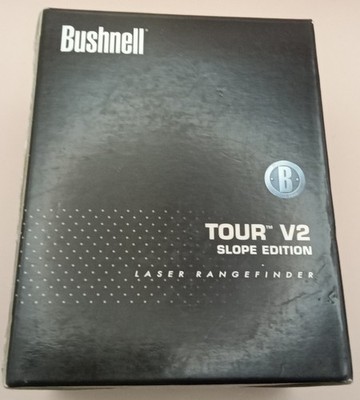 Bushnell
B
TOUR™ V2
SLOPE EDITION
LASER RANGEFINDER